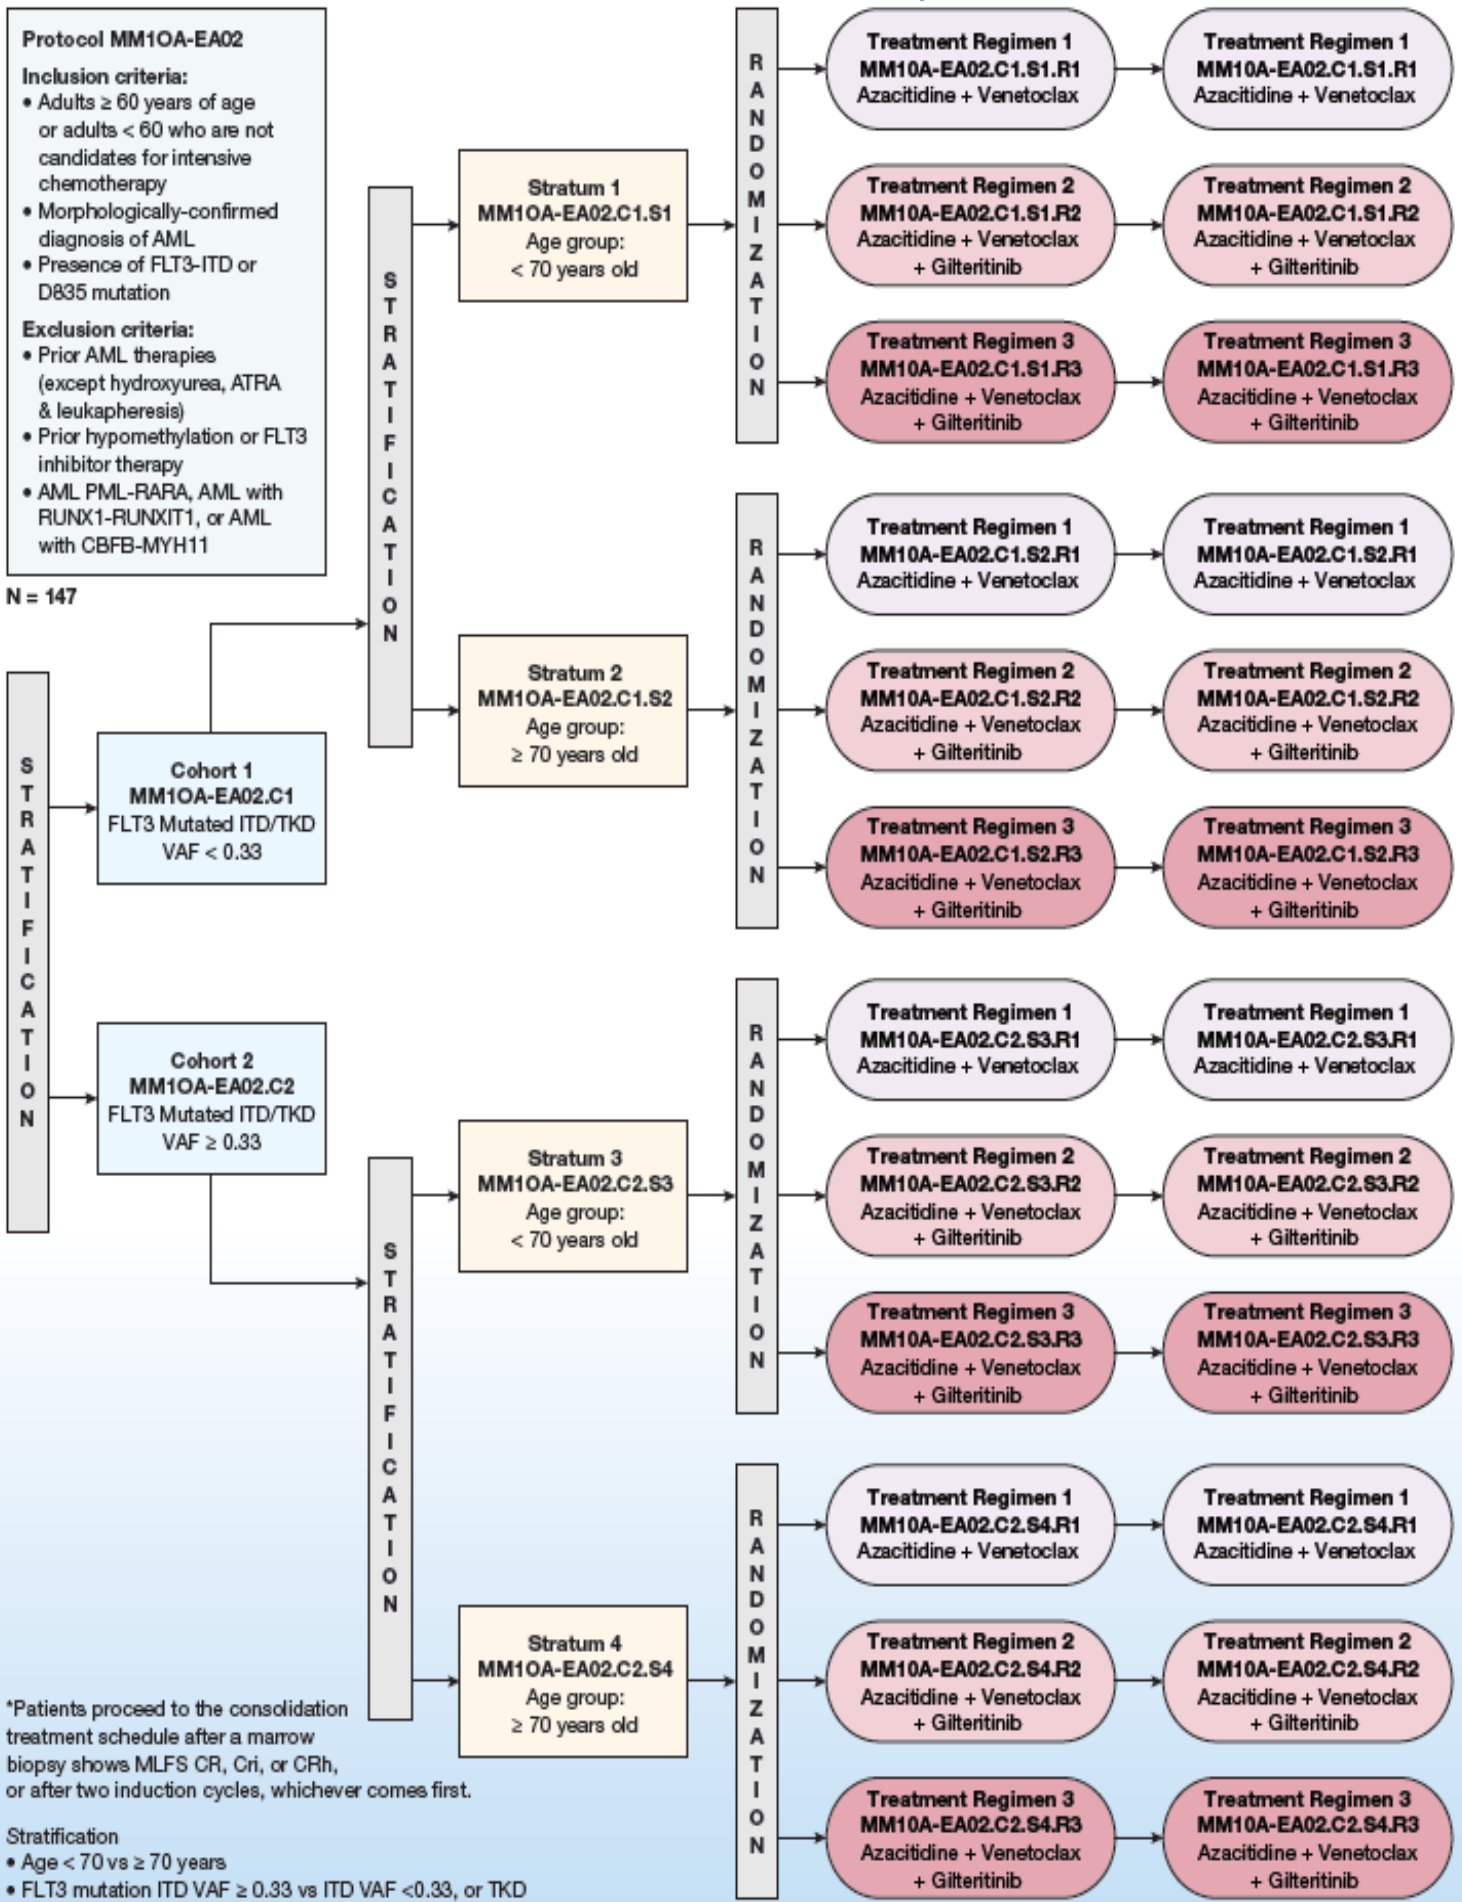 Protocol MM1OA-EA02
Inclusion criteria:
• Adults ≥ 60 years of age
or adults < 60 who are not
candidates for intensive
chemotherapy
• Morphologically-confirmed
diagnosis of AML
• Presence of FLT3-ITD or
D835 mutation
Exclusion criteria:
• Prior AML therapies
(except hydroxyurea, ATRA
& leukapheresis)
• Prior hypomethylation or FLT3
inhibitor therapy
• AML PML-RARA, AML with
RUNX1-RUNXIT1, or AML
with CBFB-MYH11
N = 147
STRATIFICATION
Cohort 1
MM1OA-EA02.C1
FLT3 Mutated ITD/TKD
VAF < 0.33
Cohort 2
MM1OA-EA02.C2
FLT3 Mutated ITD/TKD
VAF ≥ 0.33
STRATIFICATION
Stratum 1
MM1OA-EA02.C1.S1
Age group:
< 70 years old
Stratum 2
MM1OA-EA02.C1.S2
Age group:
≥ 70 years old
STRATIFICATION
Stratum 3
MM1OA-EA02.C2.S3
Age group:
< 70 years old
Stratum 4
MM1OA-EA02.C2.S4
Age group:
≥ 70 years old
RANDOMIZATION
Treatment Regimen 1
MM10A-EA02.C1.S1.R1
Azacitidine + Venetoclax
Treatment Regimen 1
MM10A-EA02.C1.S1.R1
Azacitidine + Venetoclax
Treatment Regimen 2
MM10A-EA02.C1.S1.R2
Azacitidine + Venetoclax
+ Gilteritinib
Treatment Regimen 2
MM10A-EA02.C1.S1.R2
Azacitidine + Venetoclax
+ Gilteritinib
Treatment Regimen 3
MM10A-EA02.C1.S1.R3
Azacitidine + Venetoclax
+ Gilteritinib
Treatment Regimen 3
MM10A-EA02.C1.S1.R3
Azacitidine + Venetoclax
+ Gilteritinib
RANDOMIZATION
Treatment Regimen 1
MM10A-EA02.C1.S2.R1
Azacitidine + Venetoclax
Treatment Regimen 1
MM10A-EA02.C1.S2.R1
Azacitidine + Venetoclax
Treatment Regimen 2
MM10A-EA02.C1.S2.R2
Azacitidine + Venetoclax
+ Gilteritinib
Treatment Regimen 2
MM10A-EA02.C1.S2.R2
Azacitidine + Venetoclax
+ Gilteritinib
Treatment Regimen 3
MM10A-EA02.C1.S2.R3
Azacitidine + Venetoclax
+ Gilteritinib
Treatment Regimen 3
MM10A-EA02.C1.S2.R3
Azacitidine + Venetoclax
+ Gilteritinib
RANDOMIZATION
Treatment Regimen 1
MM10A-EA02.C2.S3.R1
Azacitidine + Venetoclax
Treatment Regimen 1
MM10A-EA02.C2.S3.R1
Azacitidine + Venetoclax
Treatment Regimen 2
MM10A-EA02.C2.S3.R2
Azacitidine + Venetoclax
+ Gilteritinib
Treatment Regimen 2
MM10A-EA02.C2.S3.R2
Azacitidine + Venetoclax
+ Gilteritinib
Treatment Regimen 3
MM10A-EA02.C2.S3.R3
Azacitidine + Venetoclax
+ Gilteritinib
Treatment Regimen 3
MM10A-EA02.C2.S3.R3
Azacitidine + Venetoclax
+ Gilteritinib
RANDOMIZATION
Treatment Regimen 1
MM10A-EA02.C2.S4.R1
Azacitidine + Venetoclax
Treatment Regimen 1
MM10A-EA02.C2.S4.R1
Azacitidine + Venetoclax
Treatment Regimen 2
MM10A-EA02.C2.S4.R2
Azacitidine + Venetoclax
+ Gilteritinib
Treatment Regimen 2
MM10A-EA02.C2.S4.R2
Azacitidine + Venetoclax
+ Gilteritinib
Treatment Regimen 3
MM10A-EA02.C2.S4.R3
Azacitidine + Venetoclax
+ Gilteritinib
Treatment Regimen 3
MM10A-EA02.C2.S4.R3
Azacitidine + Venetoclax
+ Gilteritinib
*Patients proceed to the consolidation
treatment schedule after a marrow
biopsy shows MLFS CR, Cri, or CRh,
or after two induction cycles, whichever comes first.
Stratification
• Age < 70 vs ≥ 70 years
• FLT3 mutation ITD VAF ≥ 0.33 vs ITD VAF <0.33, or TKD